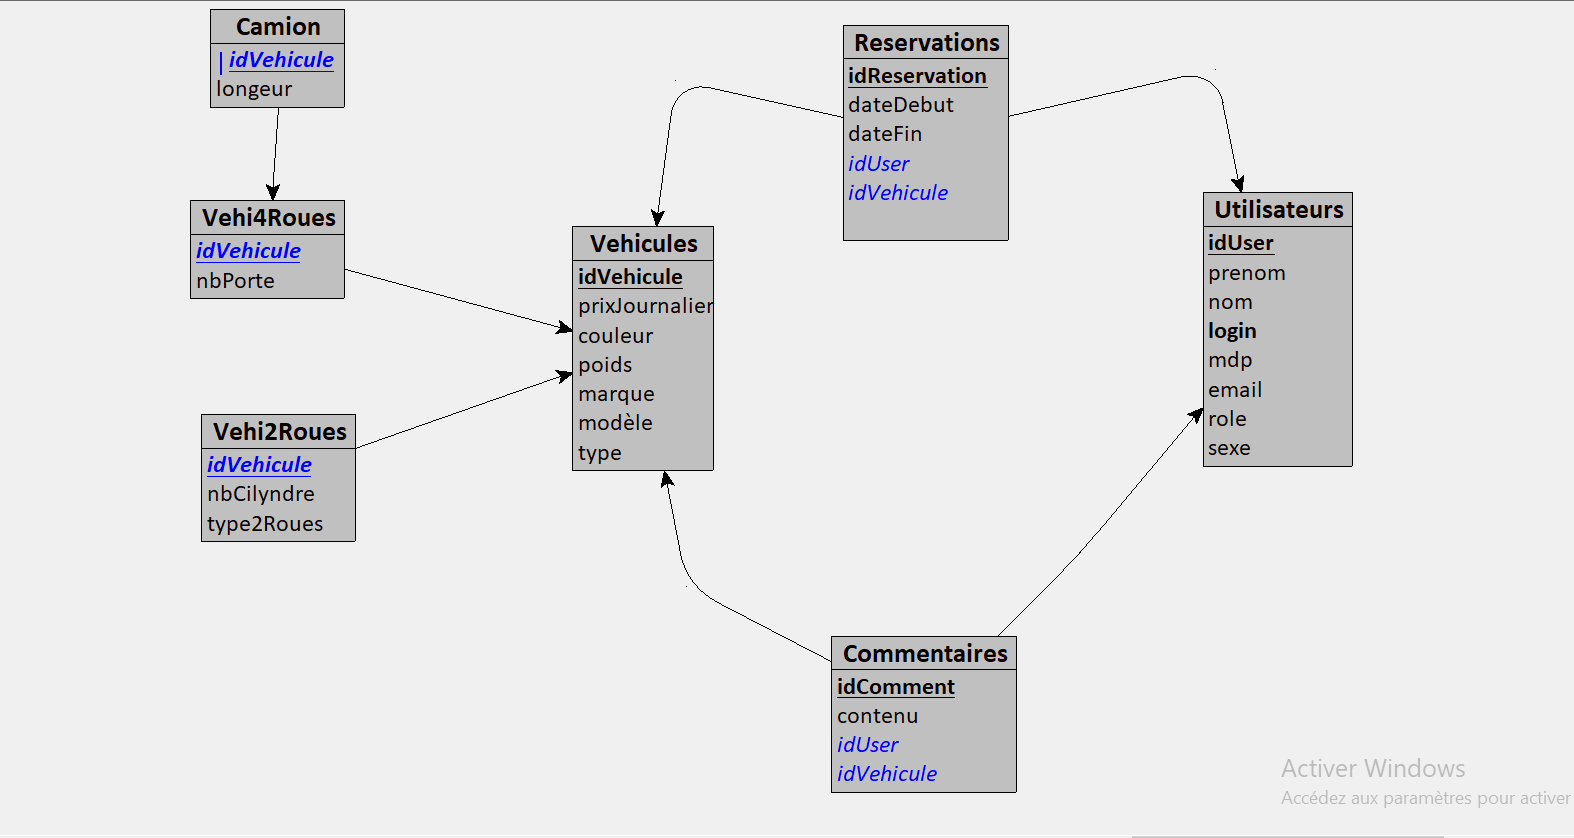 Camion
idVehicule
longeur
Vehi4Roues
idVehicule
nbPorte
Vehi2Roues
idVehicule
nbCilyndre
type2Roues
Vehicules
idVehicule
prixJournalier
couleur
poids
marque
modèle
type
Reservations
idReservation
dateDebut
dateFin
idUser
idVehicule
Utilisateurs
idUser
prenom
nom
login
mdp
email
role
sexe
Commentaires
idComment
contenu
idUser
idVehicule
Activer Windows
Accédez aux paramètres pour activer